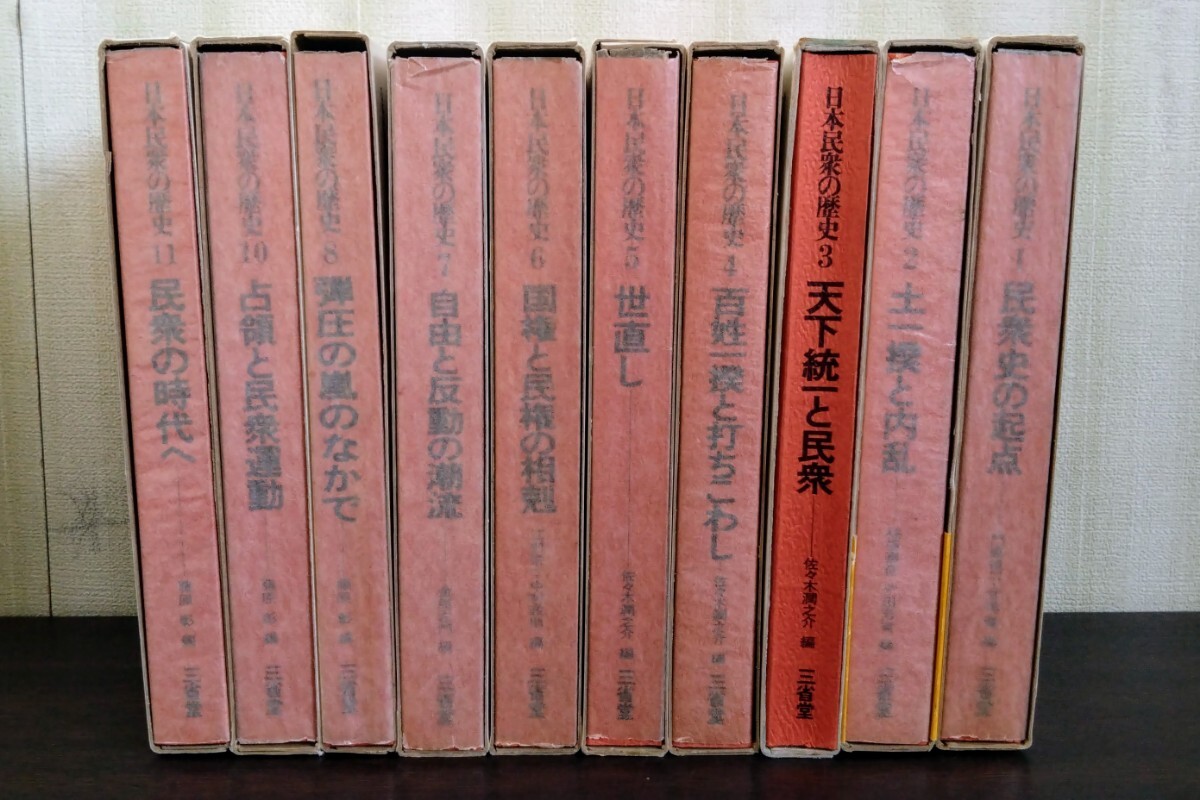 日本民衆の歴史 11 民衆の時代へ 三省堂
日本民衆の歴史 10 占領と民衆運動 三省堂
日本民衆の歴史 8 弾圧の嵐のなかで 三省堂
日本民衆の歴史 7 自由と反動の潮流 三省堂
日本民衆の歴史 6 国権と民権の相剋 三省堂
日本民衆の歴史 5 世直し 佐々木潤之介 編 三省堂
日本民衆の歴史 4 百姓一揆と打ちこわし 佐々木潤之介 編 三省堂
日本民衆の歴史 3 天下統一と民衆 佐々木潤之介 編 三省堂
日本民衆の歴史 2 土一揆と内乱 三省堂
日本民衆の歴史 1 民衆史の起点 三省堂